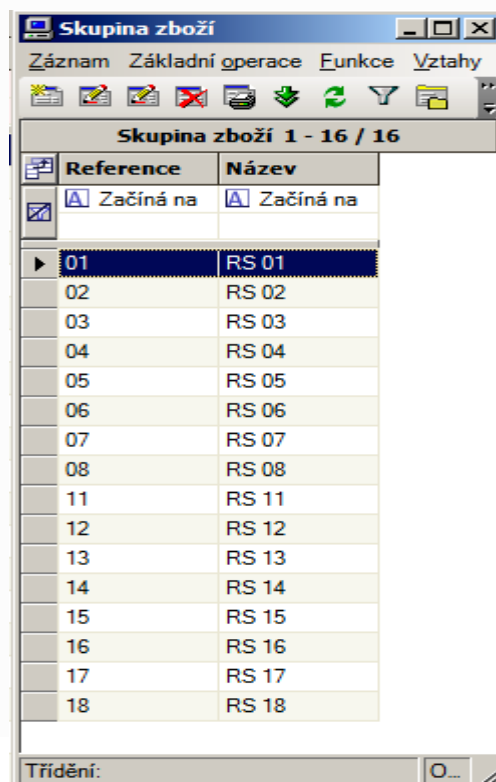 Skupina zboží
Záznam Základní operace Funkce Vztahy
Skupina zboží 1 - 16 / 16
Reference Název
A Začíná na A Začíná na
01 RS 01
02 RS 02
03 RS 03
04 RS 04
05 RS 05
06 RS 06
07 RS 07
08 RS 08
11 RS 11
12 RS 12
13 RS 13
14 RS 14
15 RS 15
16 RS 16
17 RS 17
18 RS 18
Třídění: O...